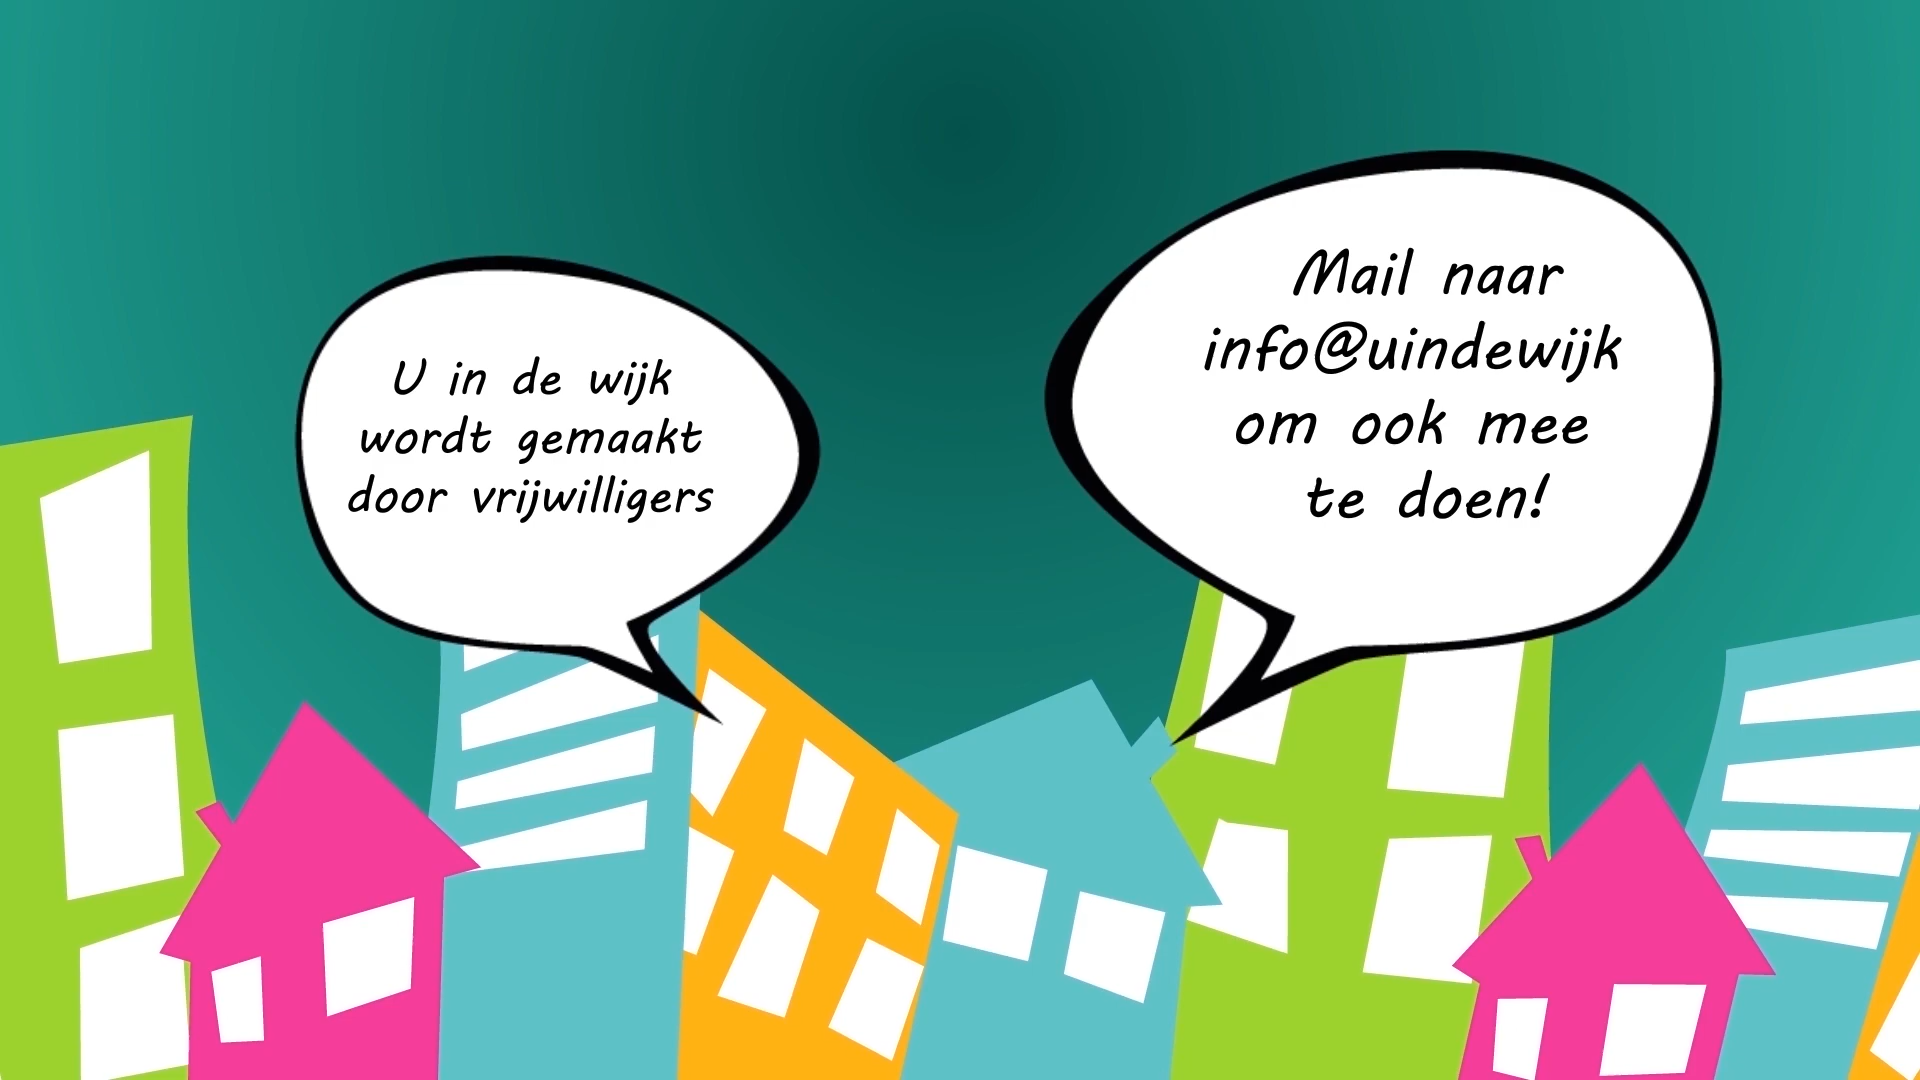 U in de wijk
wordt gemaakt
door vrijwilligers
Mail naar
info@uindewijk
om ook mee
te doen!